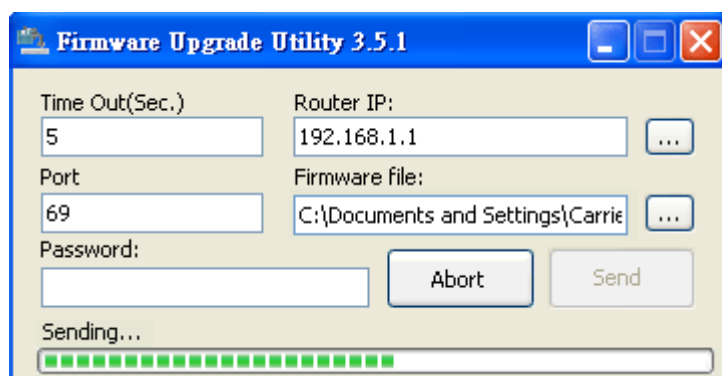 Firmware Upgrade Utility 3.5.1
Time Out(Sec.) Router IP:
5 192.168.1.1 ...
Port Firmware file:
69 C:\Documents and Settings\Carrie ...
Password:
Abort Send
Sending...